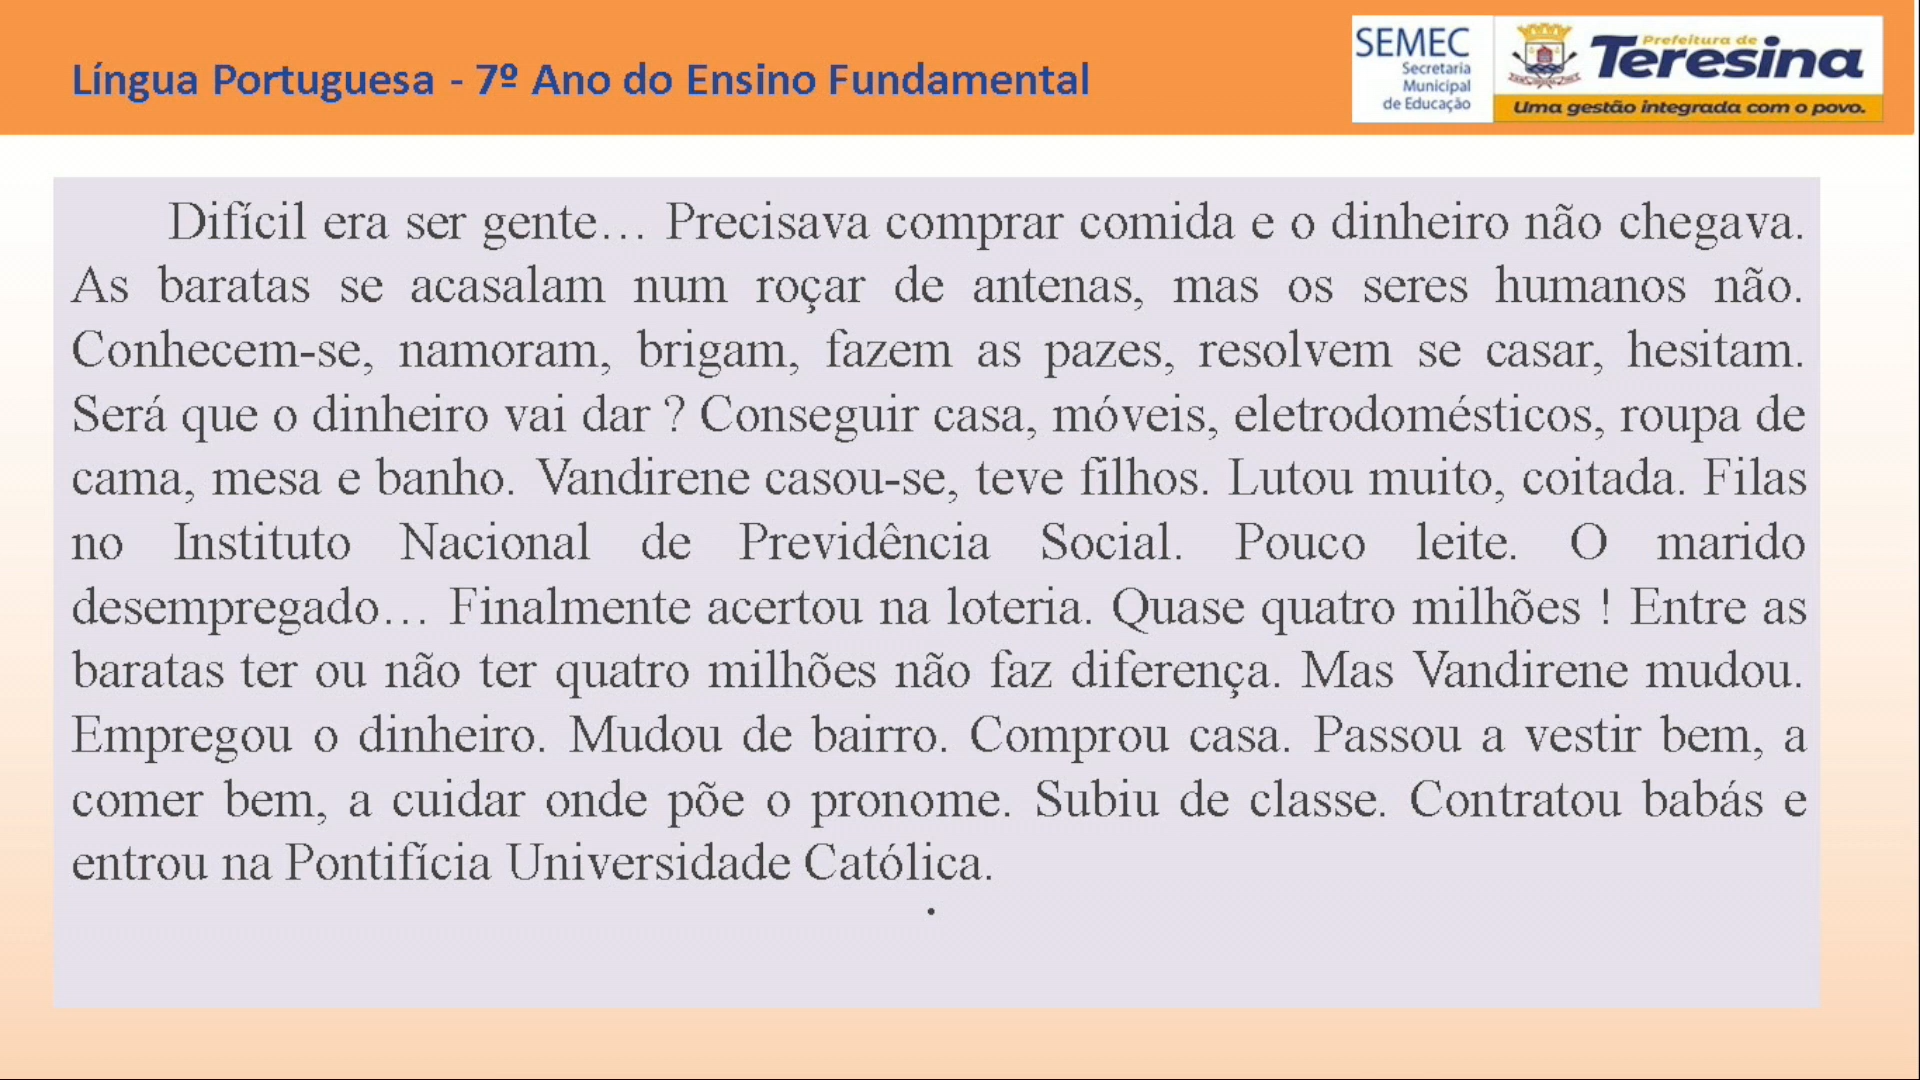 Língua Portuguesa - 7º Ano do Ensino Fundamental
SEMEC
Secretaria
Municipal
de Educação
Prefeitura de
Teresina
Uma gestão integrada com o povo.
Difícil era ser gente… Precisava comprar comida e o dinheiro não chegava.
As baratas se acasalam num roçar de antenas, mas os seres humanos não.
Conhecem-se, namoram, brigam, fazem as pazes, resolvem se casar, hesitam.
Será que o dinheiro vai dar ? Conseguir casa, móveis, eletrodomésticos, roupa de
cama, mesa e banho. Vandirene casou-se, teve filhos. Lutou muito, coitada. Filas
no Instituto Nacional de Previdência Social. Pouco leite. O marido
desempregado… Finalmente acertou na loteria. Quase quatro milhões ! Entre as
baratas ter ou não ter quatro milhões não faz diferença. Mas Vandirene mudou.
Empregou o dinheiro. Mudou de bairro. Comprou casa. Passou a vestir bem, a
comer bem, a cuidar onde põe o pronome. Subiu de classe. Contratou babás e
entrou na Pontifícia Universidade Católica.
.